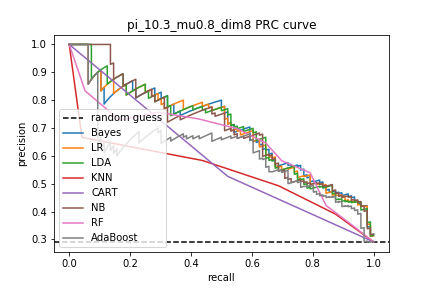 pi_10.3_mu0.8_dim8 PRC curve
precision
1.0
0.9
0.8
0.7
0.6
0.5
0.4
0.3
random guess
Bayes
LR
LDA
KNN
CART
NB
RF
AdaBoost
0.0 0.2 0.4 0.6 0.8 1.0
recall